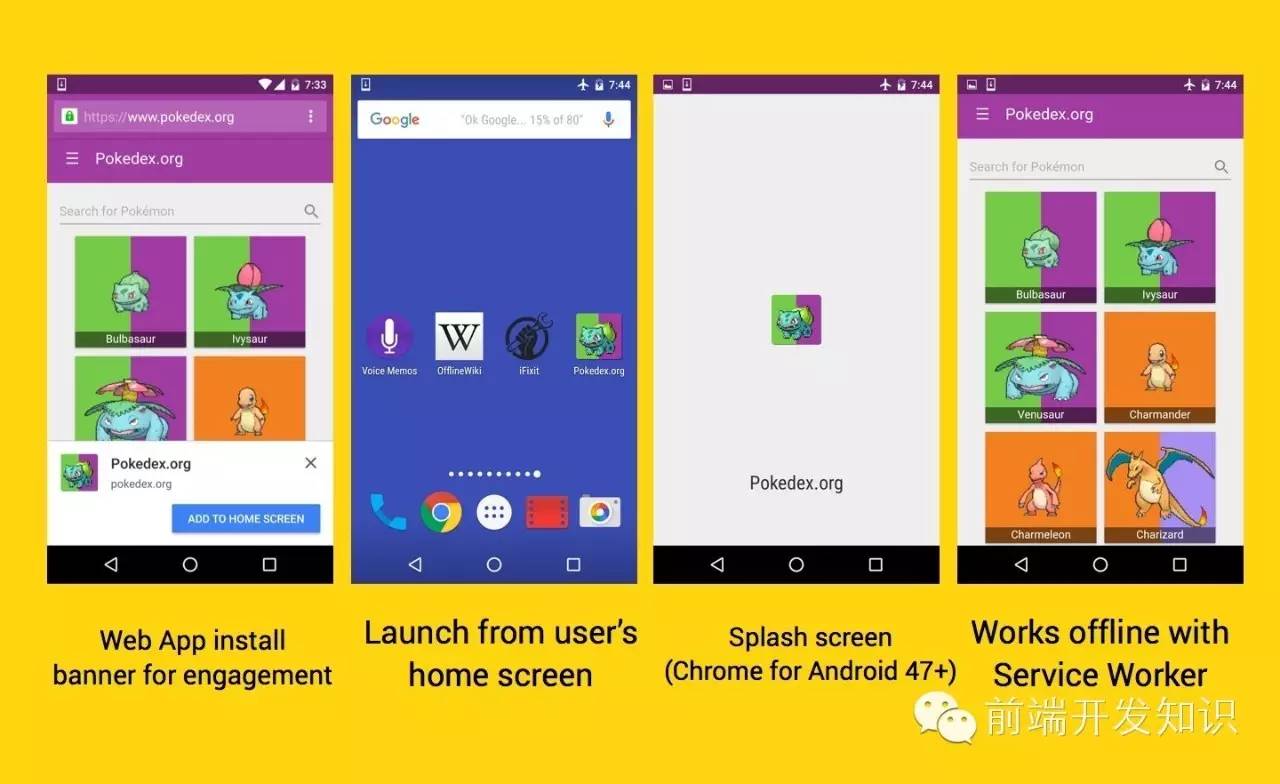 7:33
https://www.pokedex.org
Pokedex.org
Search for Pokémon
Bulbasaur
Ivysaur
Pokedex.org
pokedex.org
ADD TO HOME SCREEN
Web App install
banner for engagement
7:44
Google
"Ok Google... 15% of 80"
Voice Memos
W
OfflineWiki
iFixit
Pokedex.org
Launch from user's
home screen
7:44
Pokedex.org
Splash screen
(Chrome for Android 47+)
7:44
Pokedex.org
Search for Pokémon
Bulbasaur
Ivysaur
Venusaur
Charmander
Charmeleon
Charizard
Works offline with
Service Worker
前端开发知识